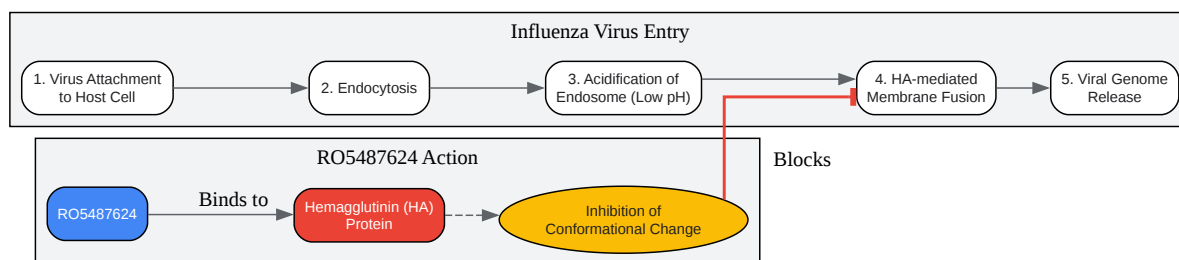 Influenza Virus Entry
1. Virus Attachment
to Host Cell
2. Endocytosis
3. Acidification of
Endosome (Low pH)
4. HA-mediated
Membrane Fusion
5. Viral Genome
Release
RO5487624 Action
Blocks
RO5487624
Binds to
Hemagglutinin (HA)
Protein
Inhibition of
Conformational Change